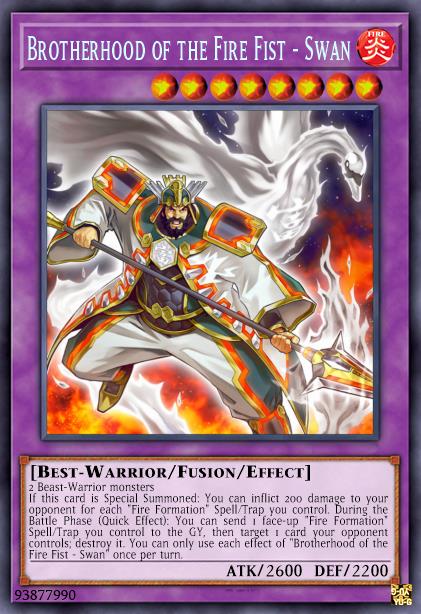 BROTHERHOOD OF THE FIRE FIST - SWAN
FIRE
炎
[BEST-WARRIOR/FUSION/EFFECT]
2 Beast-Warrior monsters
If this card is Special Summoned: You can inflict 200 damage to your
opponent for each "Fire Formation" Spell/Trap you control. During the
Battle Phase (Quick Effect): You can send 1 face-up "Fire Formation"
Spell/Trap you control to the GY, then target 1 card your opponent
controls; destroy it. You can only use each effect of "Brotherhood of the
Fire Fist - Swan" once per turn.
ATK/2600 DEF/2200
93877990